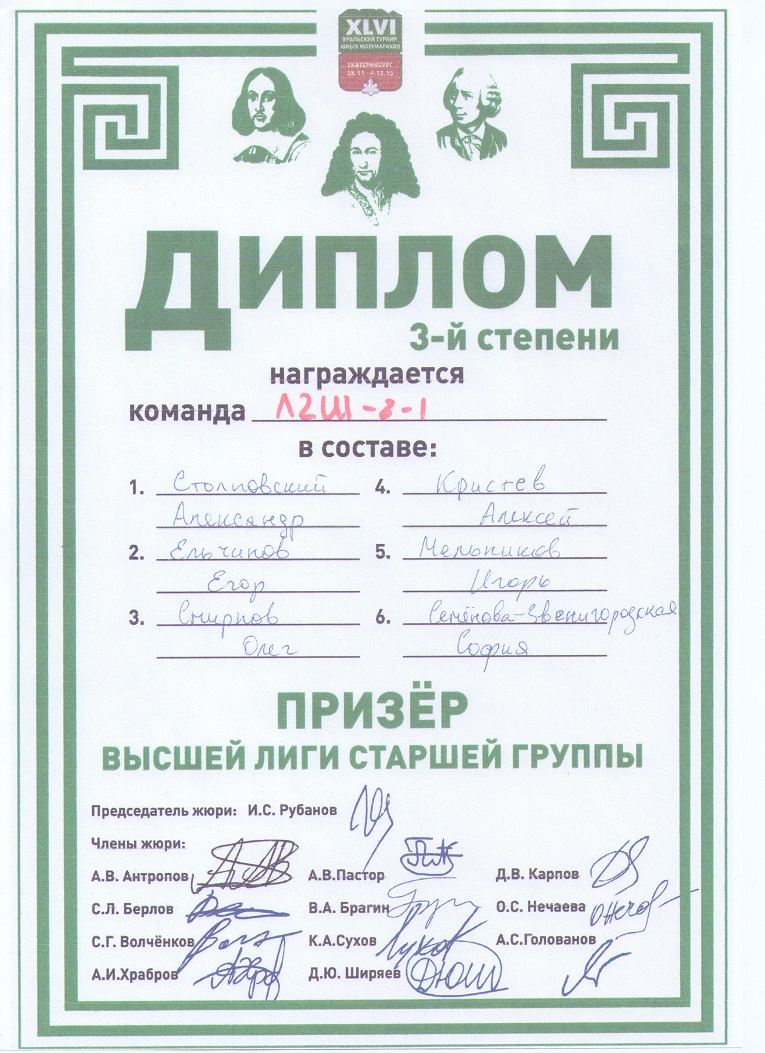 XLVI
УРАЛЬСКИЙ ТУРНИР
ЮНЫХ МАТЕМАТИКОВ
ЕКАТЕРИНБУРГ
28.11 - 4.12.15
ДИПЛОМ
3-й степени
награждается
команда ЛЗШ-8-1
в составе:
1. Столповский 4. Кристев
Александр Алексей
2. Ельчинов 5. Мельников
Егор Игорь
3. Смирнов 6. Семёнова-Звенигородская
Олег София
ПРИЗЁР
ВЫСШЕЙ ЛИГИ СТАРШЕЙ ГРУППЫ
Председатель жюри: И.С. Рубанов
Члены жюри:
А.В. Антропов А.В.Пастор Д.В. Карпов
С.Л. Берлов В.А. Брагин О.С. Нечаева
С.Г. Волчёнков К.А.Сухов А.С.Голованов
А.И.Храбров Д.Ю. Ширяев